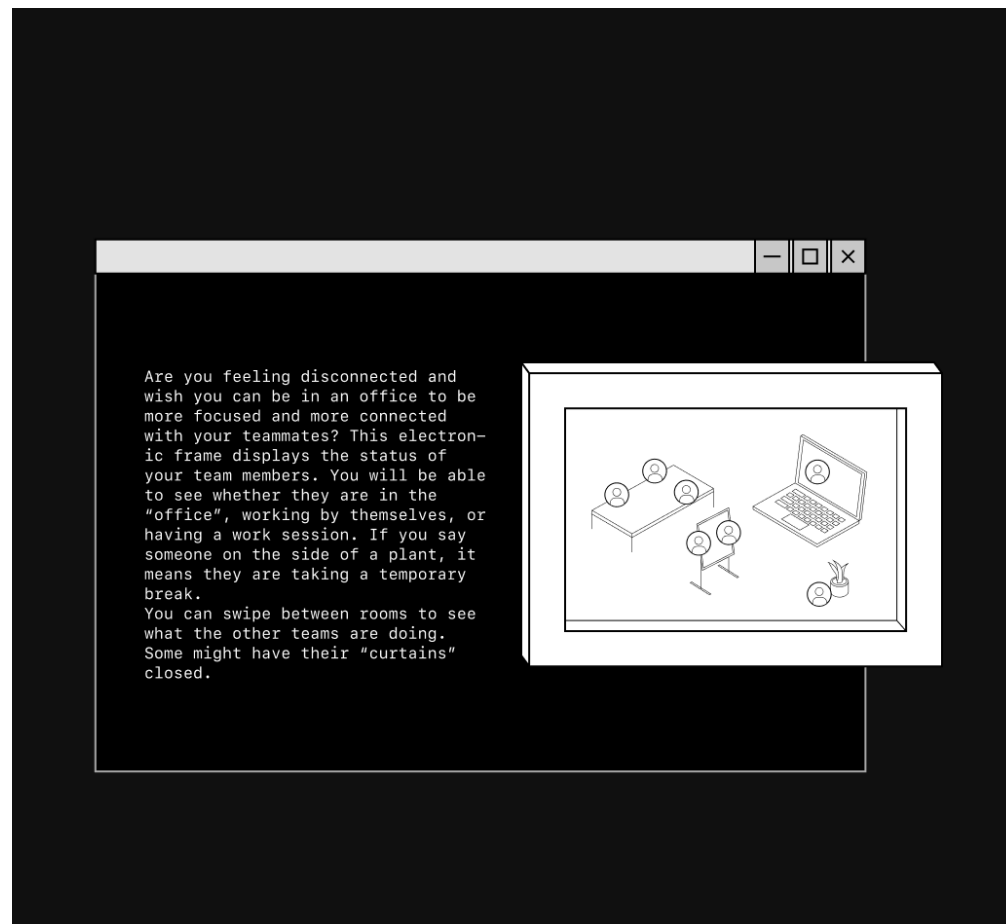 Are you feeling disconnected and
wish you can be in an office to be
more focused and more connected
with your teammates? This electron–
ic frame displays the status of
your team members. You will be able
to see whether they are in the
“office”, working by themselves, or
having a work session. If you say
someone on the side of a plant, it
means they are taking a temporary
break.
You can swipe between rooms to see
what the other teams are doing.
Some might have their “curtains”
closed.